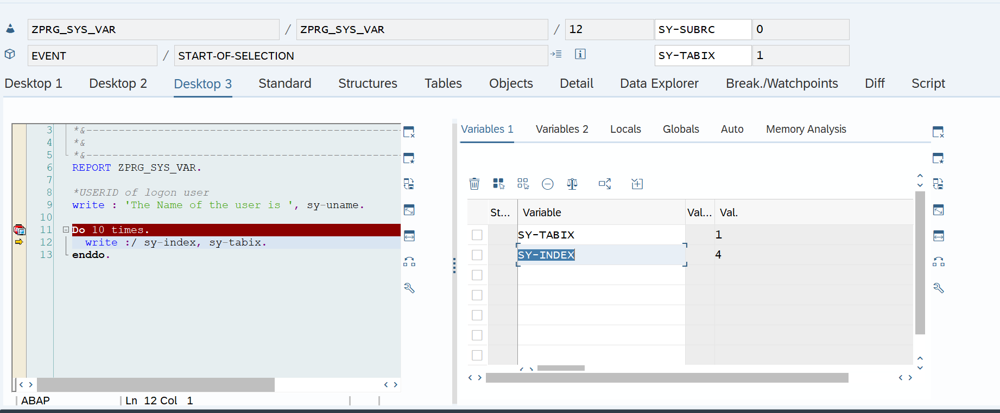 ZPRG_SYS_VAR / ZPRG_SYS_VAR / 12 SY-SUBRC 0
EVENT / START-OF-SELECTION SY-TABIX 1
Desktop 1 Desktop 2 Desktop 3 Standard Structures Tables Objects Detail Data Explorer Break./Watchpoints Diff Script
3 *&---------------------------------------------------
4 *&
5 *&---------------------------------------------------
6 REPORT ZPRG_SYS_VAR.
7
8 *USERID of logon user
9 write : 'The Name of the user is ', sy-uname.
10
11 Do 10 times.
12 write :/ sy-index, sy-tabix.
13 enddo.
ABAP Ln 12 Col 1
Variables 1 Variables 2 Locals Globals Auto Memory Analysis
St... Variable Val... Val.
SY-TABIX 1
SY-INDEX 4